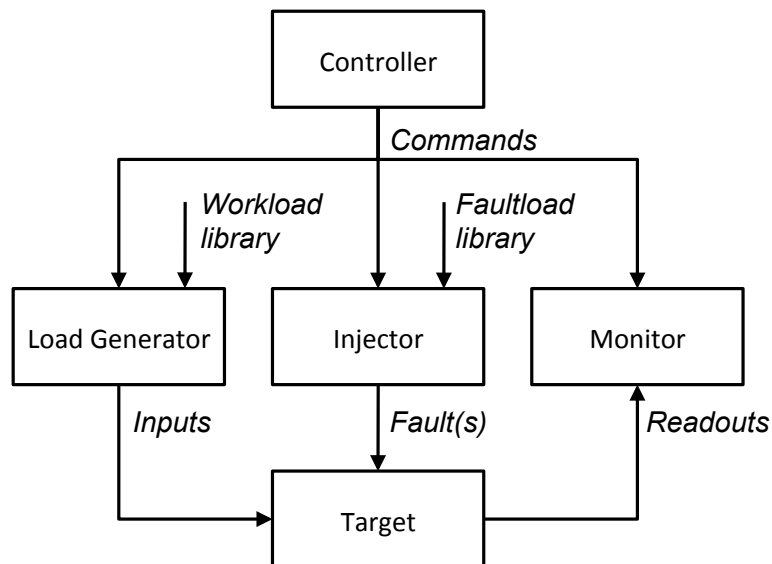 Controller
Commands
Workload
library
Faultload
library
Load Generator
Injector
Monitor
Inputs
Fault(s)
Readouts
Target